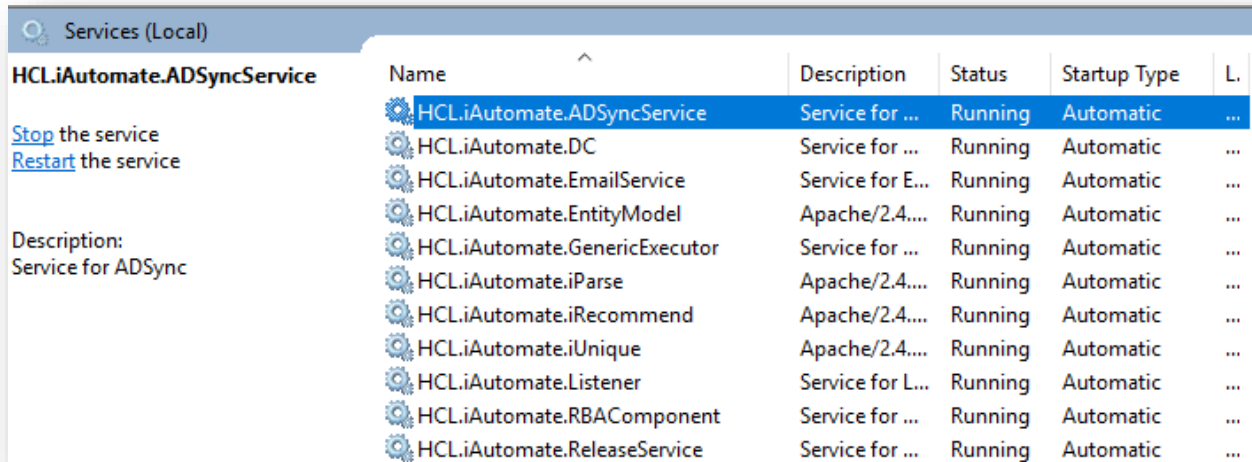 Services (Local)
HCL.iAutomate.ADSyncService
Stop the service
Restart the service
Description:
Service for ADSync
Name Description Status Startup Type L.
HCL.iAutomate.ADSyncService Service for ... Running Automatic ...
HCL.iAutomate.DC Service for ... Running Automatic ...
HCL.iAutomate.EmailService Service for E... Running Automatic ...
HCL.iAutomate.EntityModel Apache/2.4.... Running Automatic ...
HCL.iAutomate.GenericExecutor Service for ... Running Automatic ...
HCL.iAutomate.iParse Apache/2.4.... Running Automatic ...
HCL.iAutomate.iRecommend Apache/2.4.... Running Automatic ...
HCL.iAutomate.iUnique Apache/2.4.... Running Automatic ...
HCL.iAutomate.Listener Service for L... Running Automatic ...
HCL.iAutomate.RBAComponent Service for ... Running Automatic ...
HCL.iAutomate.ReleaseService Service for ... Running Automatic ...